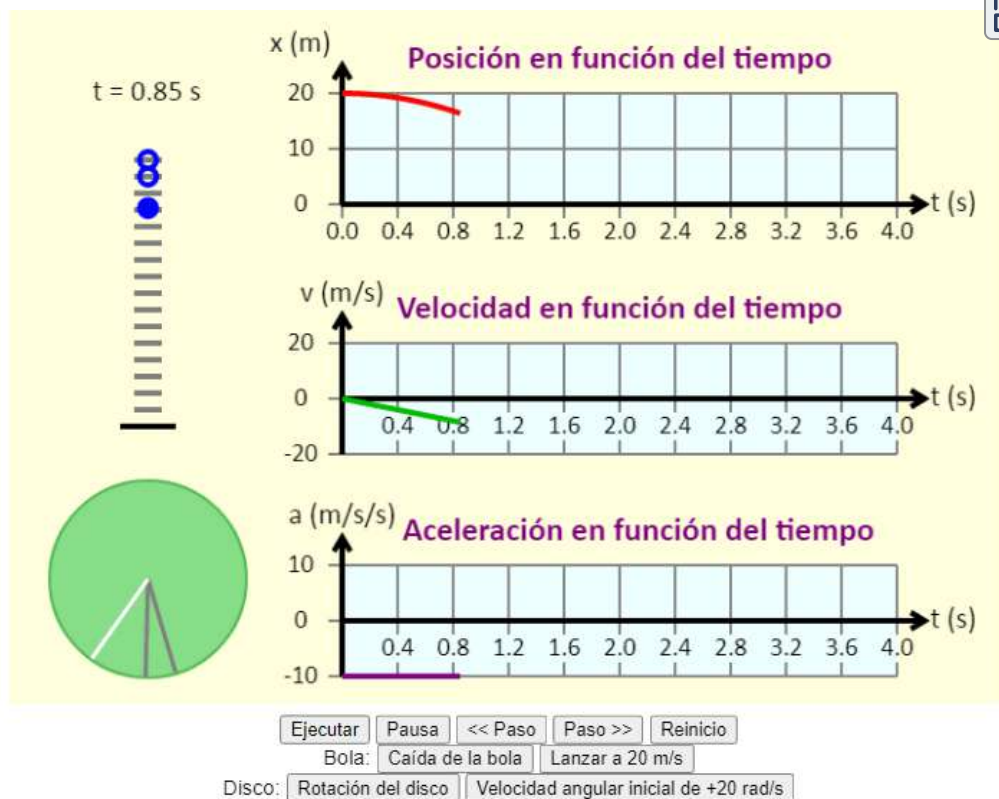 t = 0.85 s
x (m)
Posición en función del tiempo
20
10
0
0.0 0.4 0.8 1.2 1.6 2.0 2.4 2.8 3.2 3.6 4.0
t (s)
v (m/s)
Velocidad en función del tiempo
20
0
t (s)
0.4 0.8 1.2 1.6 2.0 2.4 2.8 3.2 3.6 4.0
-20
a (m/s/s)
Aceleración en función del tiempo
10
0
t (s)
0.4 0.8 1.2 1.6 2.0 2.4 2.8 3.2 3.6 4.0
-10
Ejecutar Pausa << Paso Paso >> Reinicio
Bola: Caída de la bola Lanzar a 20 m/s
Disco: Rotación del disco Velocidad angular inicial de +20 rad/s